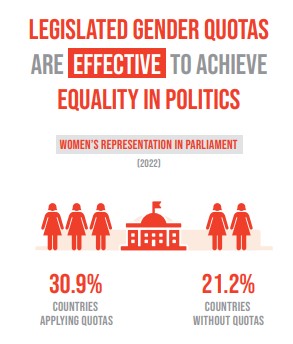 LEGISLATED GENDER QUOTAS
ARE EFFECTIVE TO ACHIEVE
EQUALITY IN POLITICS
WOMEN'S REPRESENTATION IN PARLIAMENT
(2022)
30.9%
COUNTRIES
APPLYING QUOTAS
21.2%
COUNTRIES
WITHOUT QUOTAS